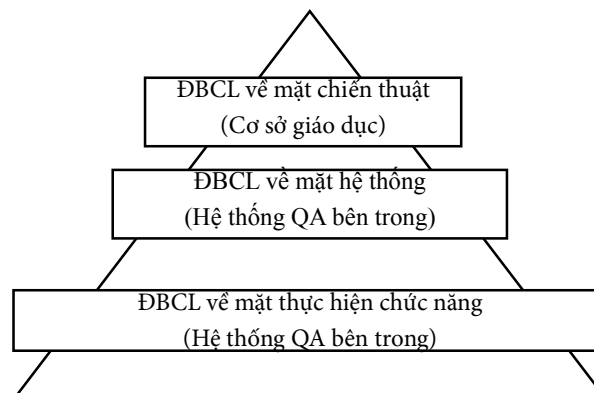 ĐBCL về mặt chiến thuật
(Cơ sở giáo dục)
ĐBCL về mặt hệ thống
(Hệ thống QA bên trong)
ĐBCL về mặt thực hiện chức năng
(Hệ thống QA bên trong)